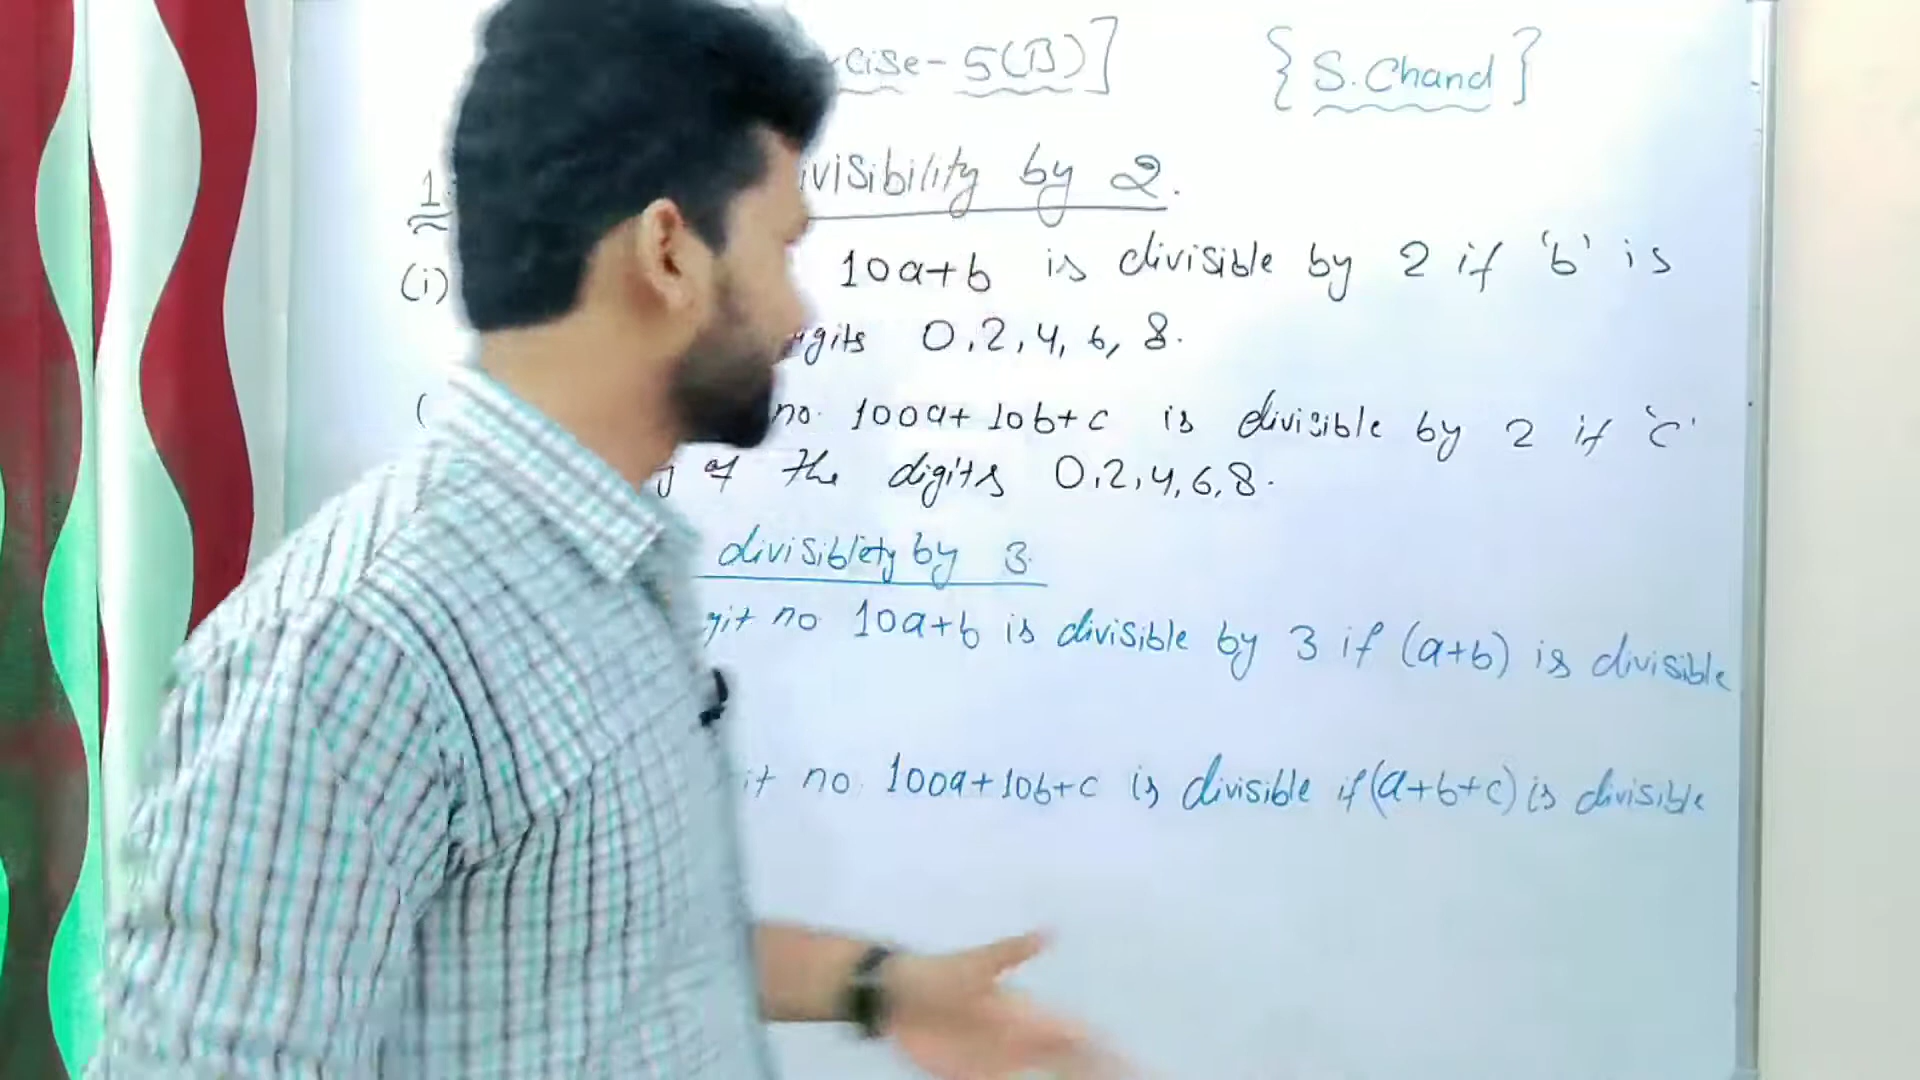 cise-5(B)] { S.Chand }
1. ivisibility by 2.
(i) 10a+b is divisible by 2 if 'b' is
gits 0,2,4,6,8.
( no. 100a+10b+c is divisible by 2 if 'c'
y of the digits 0,2,4,6,8.
divisiblety by 3.
git no 10a+b is divisible by 3 if (a+b) is divisible
it no. 100a+10b+c is divisible if (a+b+c) is divisible